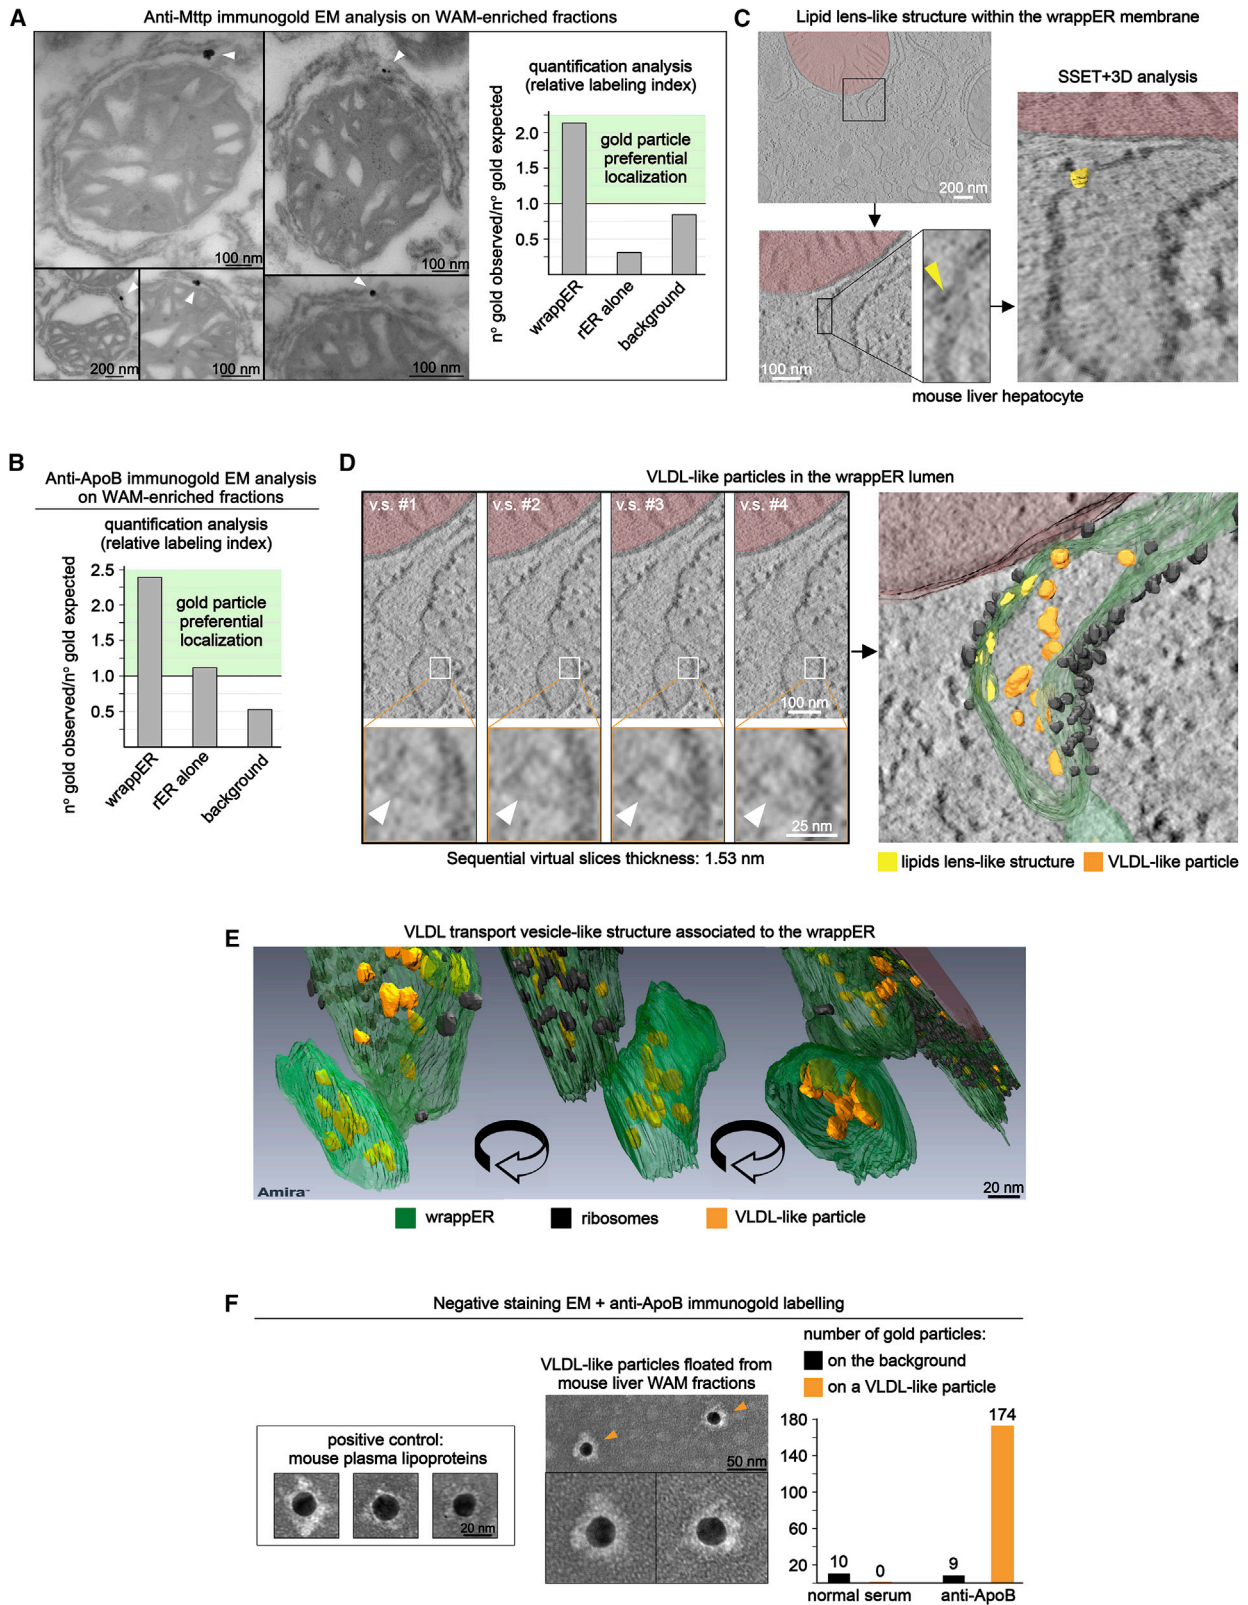 A
Anti-Mttp immunogold EM analysis on WAM-enriched fractions
100 nm
100 nm
200 nm
100 nm
100 nm
quantification analysis
(relative labeling index)
n° gold observed/n° gold expected
2.0
1.5
1.0
0.5
gold particle
preferential
localization
wrappER
rER alone
background
C
Lipid lens-like structure within the wrappER membrane
200 nm
100 nm
SSET+3D analysis
mouse liver hepatocyte
B
Anti-ApoB immunogold EM analysis
on WAM-enriched fractions
quantification analysis
(relative labeling index)
n° gold observed/n° gold expected
2.5
2.0
1.5
1.0
0.5
gold particle
preferential
localization
wrappER
rER alone
background
D
VLDL-like particles in the wrappER lumen
v.s. #1
v.s. #2
v.s. #3
v.s. #4
100 nm
25 nm
Sequential virtual slices thickness: 1.53 nm
lipids lens-like structure
VLDL-like particle
E
VLDL transport vesicle-like structure associated to the wrappER
Amira™
20 nm
wrappER
ribosomes
VLDL-like particle
F
Negative staining EM + anti-ApoB immunogold labelling
positive control:
mouse plasma lipoproteins
20 nm
VLDL-like particles floated from
mouse liver WAM fractions
50 nm
number of gold particles:
on the background
on a VLDL-like particle
180
140
100
60
20
10
0
9
174
normal serum
anti-ApoB